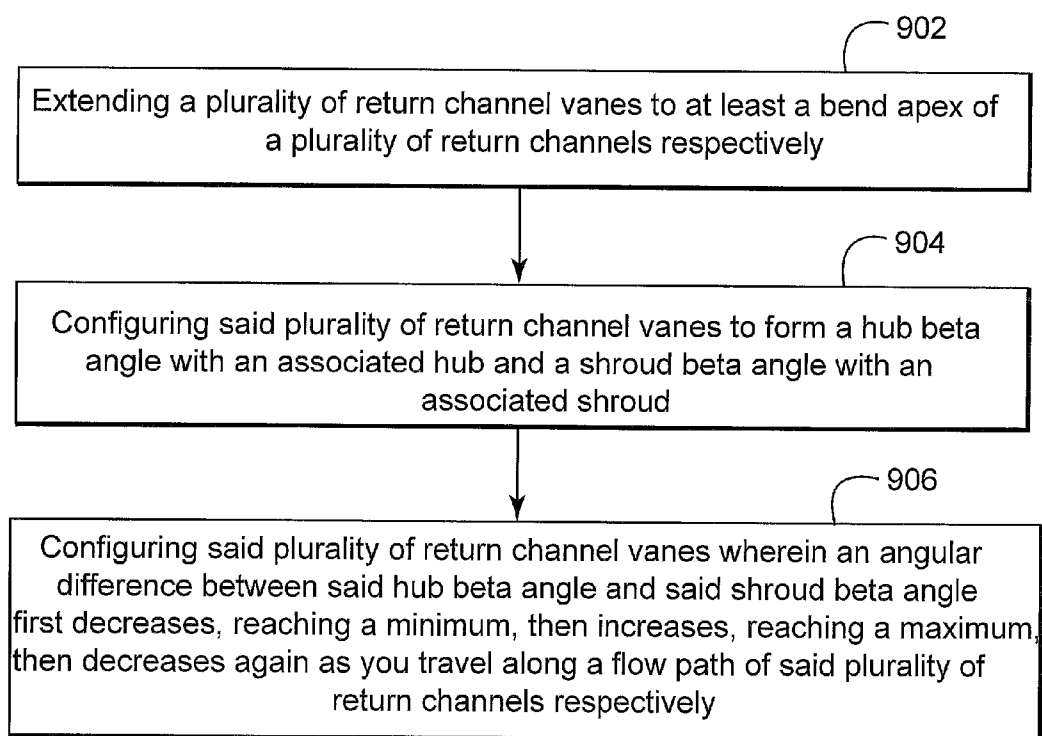 902
Extending a plurality of return channel vanes to at least a bend apex of
a plurality of return channels respectively
904
Configuring said plurality of return channel vanes to form a hub beta
angle with an associated hub and a shroud beta angle with an
associated shroud
906
Configuring said plurality of return channel vanes wherein an angular
difference between said hub beta angle and said shroud beta angle
first decreases, reaching a minimum, then increases, reaching a maximum,
then decreases again as you travel along a flow path of said plurality of
return channels respectively